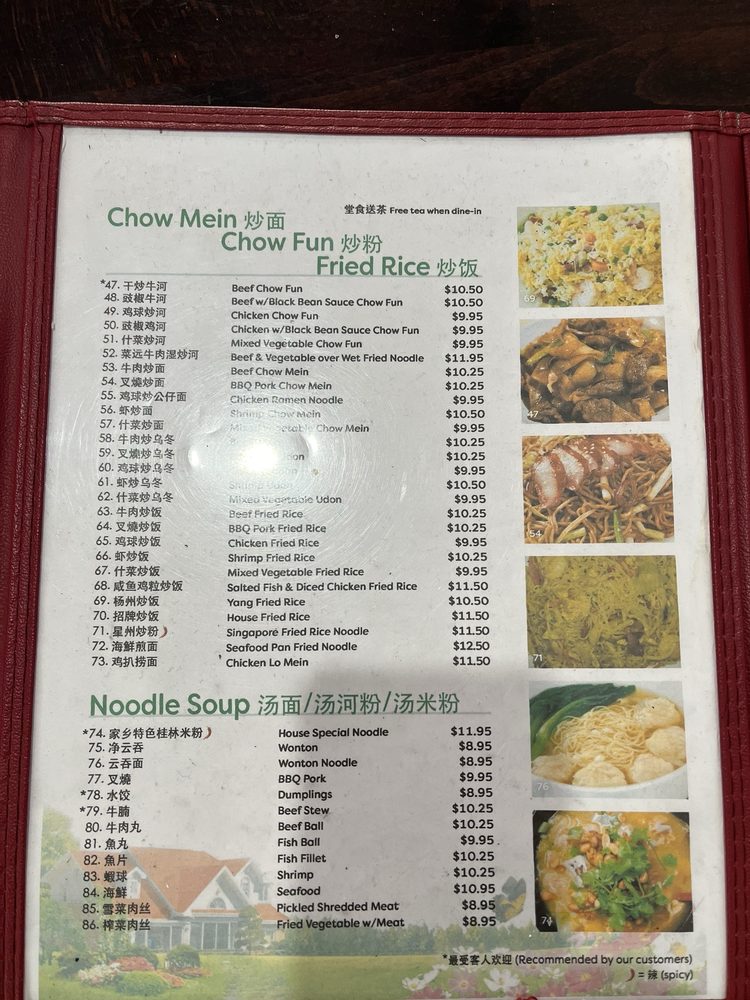 堂食送茶 Free tea when dine-in
Chow Mein 炒面
Chow Fun 炒粉
Fried Rice 炒饭
*47. 干炒牛河 Beef Chow Fun $10.50
48. 豉椒牛河 Beef w/Black Bean Sauce Chow Fun $10.50
49. 鸡球炒河 Chicken Chow Fun $9.95
50. 豉椒鸡河 Chicken w/Black Bean Sauce Chow Fun $9.95
51. 什菜炒河 Mixed Vegetable Chow Fun $9.95
52. 菜远牛肉湿炒河 Beef & Vegetable over Wet Fried Noodle $11.95
53. 牛肉炒面 Beef Chow Mein $10.25
54. 叉燒炒面 BBQ Pork Chow Mein $10.25
55. 鸡球炒公仔面 Chicken Ramen Noodle $9.95
56. 虾炒面 Shrimp Chow Mein $10.50
57. 什菜炒面 Mixed Vegetable Chow Mein $9.95
58. 牛肉炒乌冬 $10.25
59. 叉燒炒乌冬 $10.25
60. 鸡球炒乌冬 $9.95
61. 虾炒乌冬 Shrimp Udon $10.50
62. 什菜炒乌冬 Mixed Vegetable Udon $9.95
63. 牛肉炒饭 Beef Fried Rice $10.25
64. 叉燒炒饭 BBQ Pork Fried Rice $10.25
65. 鸡球炒饭 Chicken Fried Rice $9.95
66. 虾炒饭 Shrimp Fried Rice $10.25
67. 什菜炒饭 Mixed Vegetable Fried Rice $9.95
68. 咸鱼鸡粒炒饭 Salted Fish & Diced Chicken Fried Rice $11.50
69. 杨州炒饭 Yang Fried Rice $10.50
70. 招牌炒饭 House Fried Rice $11.50
71. 星州炒粉 Singapore Fried Rice Noodle $11.50
72. 海鮮煎面 Seafood Pan Fried Noodle $12.50
73. 鸡扒捞面 Chicken Lo Mein $11.50
69
47
54
71
Noodle Soup 汤面/汤河粉/汤米粉
*74. 家乡特色桂林米粉 House Special Noodle $11.95
75. 净云吞 Wonton $8.95
76. 云吞面 Wonton Noodle $8.95
77. 叉燒 BBQ Pork $9.95
*78. 水饺 Dumplings $8.95
*79. 牛腩 Beef Stew $10.25
80. 牛肉丸 Beef Ball $10.25
81. 魚丸 Fish Ball $9.95
82. 魚片 Fish Fillet $10.25
83. 蝦球 Shrimp $10.25
84. 海鮮 Seafood $10.95
85. 雪菜肉丝 Pickled Shredded Meat $8.95
86. 榨菜肉丝 Fried Vegetable w/Meat $8.95
76
74
*最受客人欢迎 (Recommended by our customers)
= 辣 (spicy)